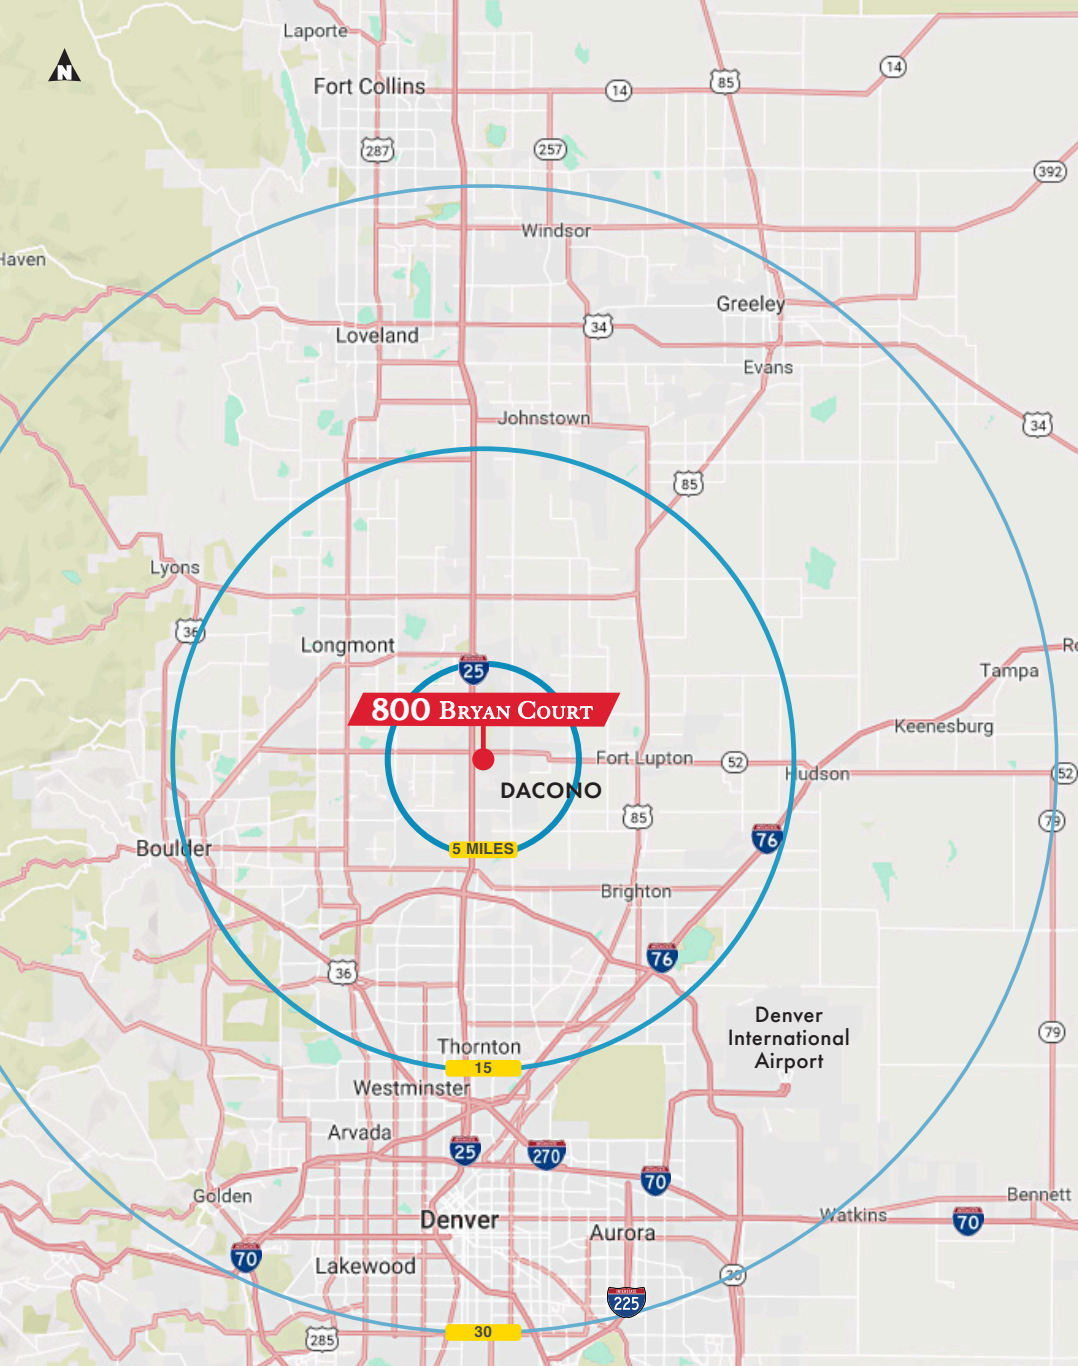 Laporte
N
Fort Collins
14
14
85
287
257
392
Windsor
Haven
Greeley
34
Loveland
Evans
Johnstown
34
85
Lyons
36
Longmont
Tampa
25
800 BRYAN COURT
Keenesburg
Fort Lupton
52
Hudson
52
DACONO
85
79
76
Boulder
5 MILES
Brighton
76
36
Denver
International
Airport
79
Thornton
15
Westminster
Arvada
25
270
70
Golden
Bennett
Denver
Watkins
70
Aurora
70
Lakewood
30
225
30
285